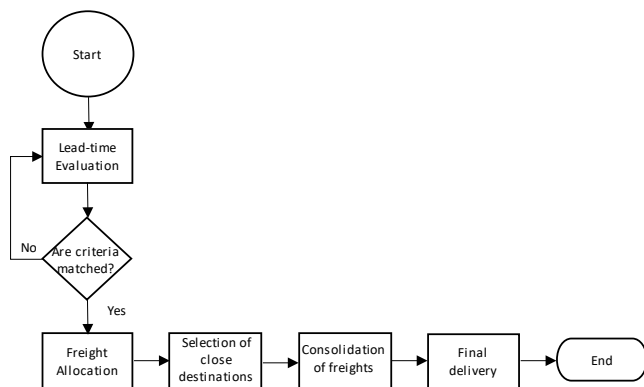 Start
Lead-time
Evaluation
No
Are criteria
matched?
Yes
Freight
Allocation
Selection of
close
destinations
Consolidation
of freights
Final
delivery
End